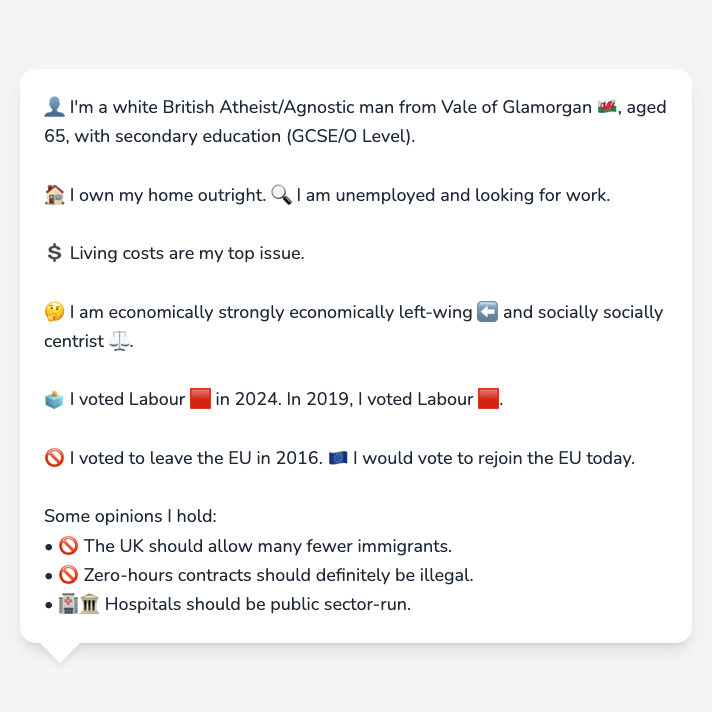 👤 I'm a white British Atheist/Agnostic man from Vale of Glamorgan 🏴󠁧󠁢󠁷󠁬󠁳󠁿, aged
65, with secondary education (GCSE/O Level).
🏠 I own my home outright. 🔍 I am unemployed and looking for work.
💲 Living costs are my top issue.
🤔 I am economically strongly economically left-wing ⬅️ and socially socially
centrist ⚖️.
🗳️ I voted Labour 🟥 in 2024. In 2019, I voted Labour 🟥.
🚫 I voted to leave the EU in 2016. 🇪🇺 I would vote to rejoin the EU today.
Some opinions I hold:
• 🚫 The UK should allow many fewer immigrants.
• 🚫 Zero-hours contracts should definitely be illegal.
• 🏥🏛️ Hospitals should be public sector-run.